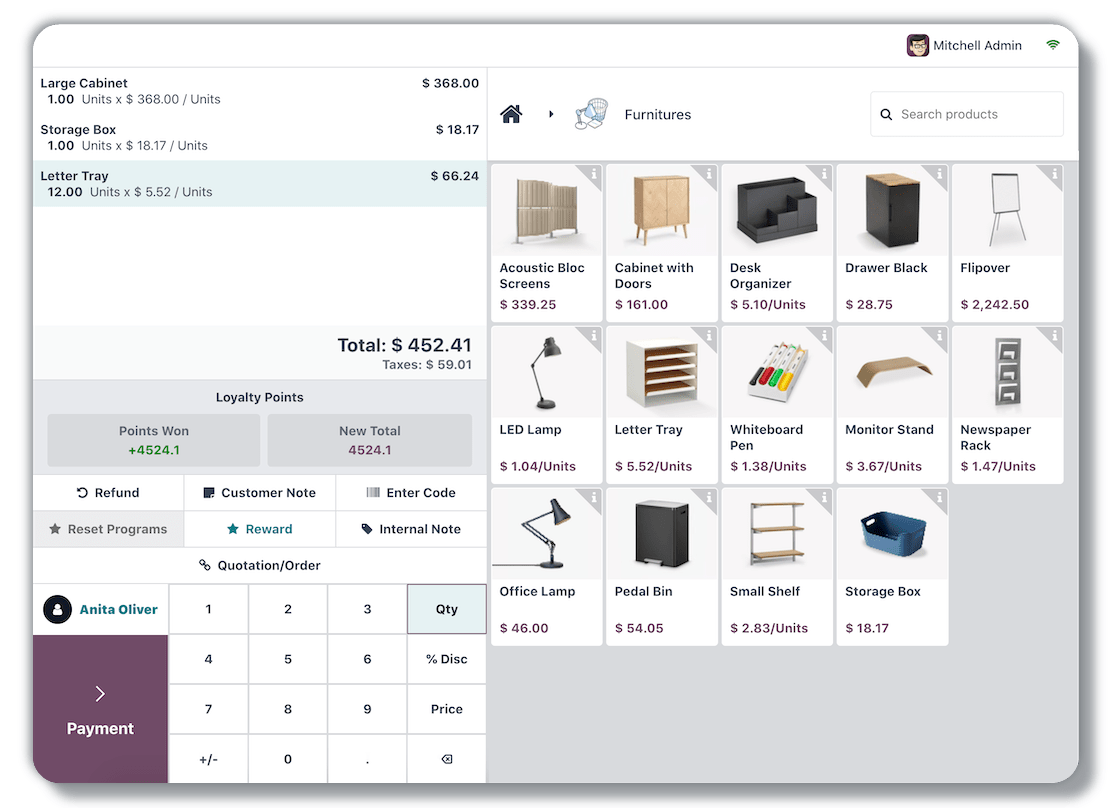 Mitchell Admin
Large Cabinet $ 368.00
1.00 Units x $ 368.00 / Units
Storage Box $ 18.17
1.00 Units x $ 18.17 / Units
Letter Tray $ 66.24
12.00 Units x $ 5.52 / Units
Total: $ 452.41
Taxes: $ 59.01
Loyalty Points
Points Won
+4524.1
New Total
4524.1
Refund
Customer Note
Enter Code
Reset Programs
Reward
Internal Note
Quotation/Order
Anita Oliver
Payment
1 2 3 Qty
4 5 6 % Disc
7 8 9 Price
+/- 0 .
Furnitures
Search products
Acoustic Bloc
Screens
$ 339.25
Cabinet with
Doors
$ 161.00
Desk
Organizer
$ 5.10/Units
Drawer Black
$ 28.75
Flipover
$ 2,242.50
LED Lamp
$ 1.04/Units
Letter Tray
$ 5.52/Units
Whiteboard
Pen
$ 1.38/Units
Monitor Stand
$ 3.67/Units
Newspaper
Rack
$ 1.47/Units
Office Lamp
$ 46.00
Pedal Bin
$ 54.05
Small Shelf
$ 2.83/Units
Storage Box
$ 18.17